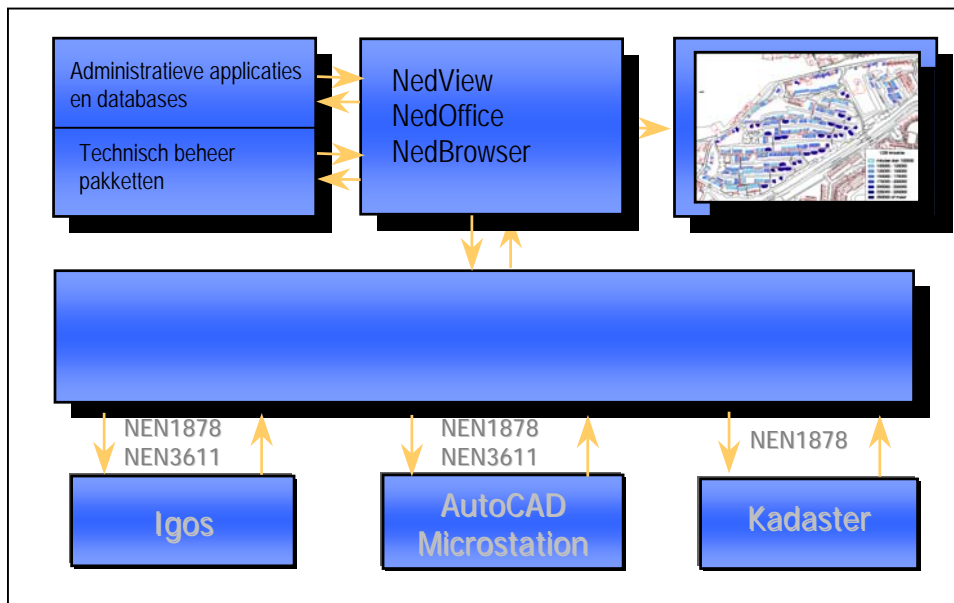 Administratieve applicaties
en databases
Technisch beheer
pakketten
NedView
NedOffice
NedBrowser
NEN1878
NEN3611
NEN1878
NEN3611
NEN1878
Igos
AutoCAD
Microstation
Kadaster